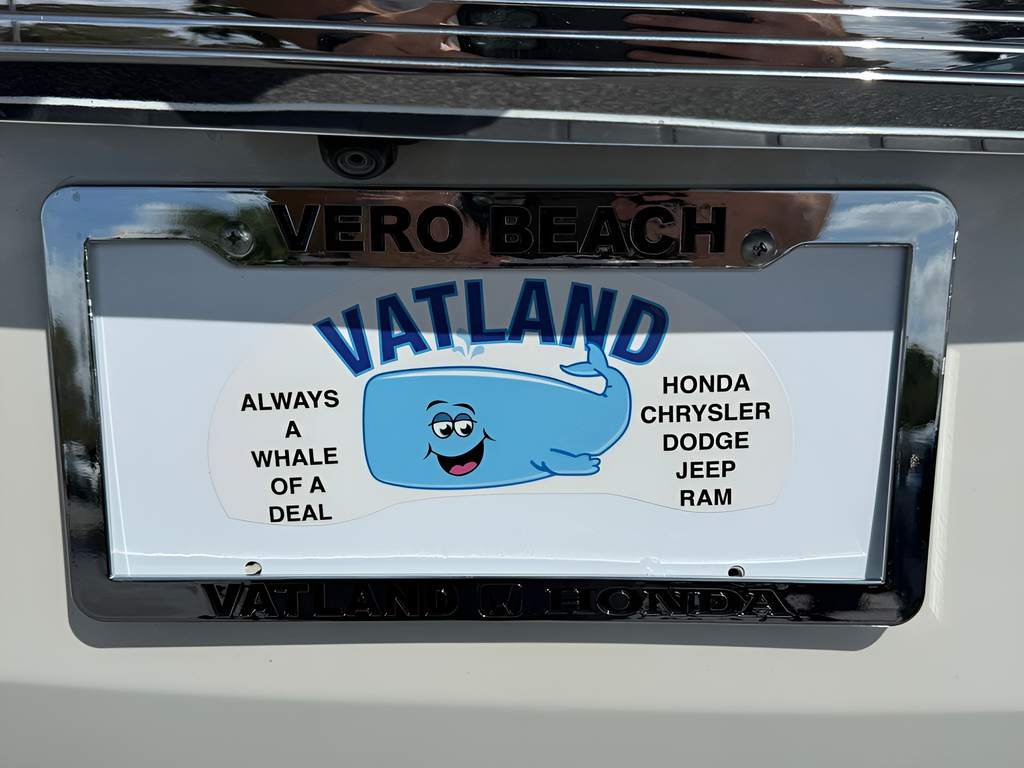 VERO BEACH
VATLAND
ALWAYS
A
WHALE
OF A
DEAL
HONDA
CHRYSLER
DODGE
JEEP
RAM
VATLAND HONDA